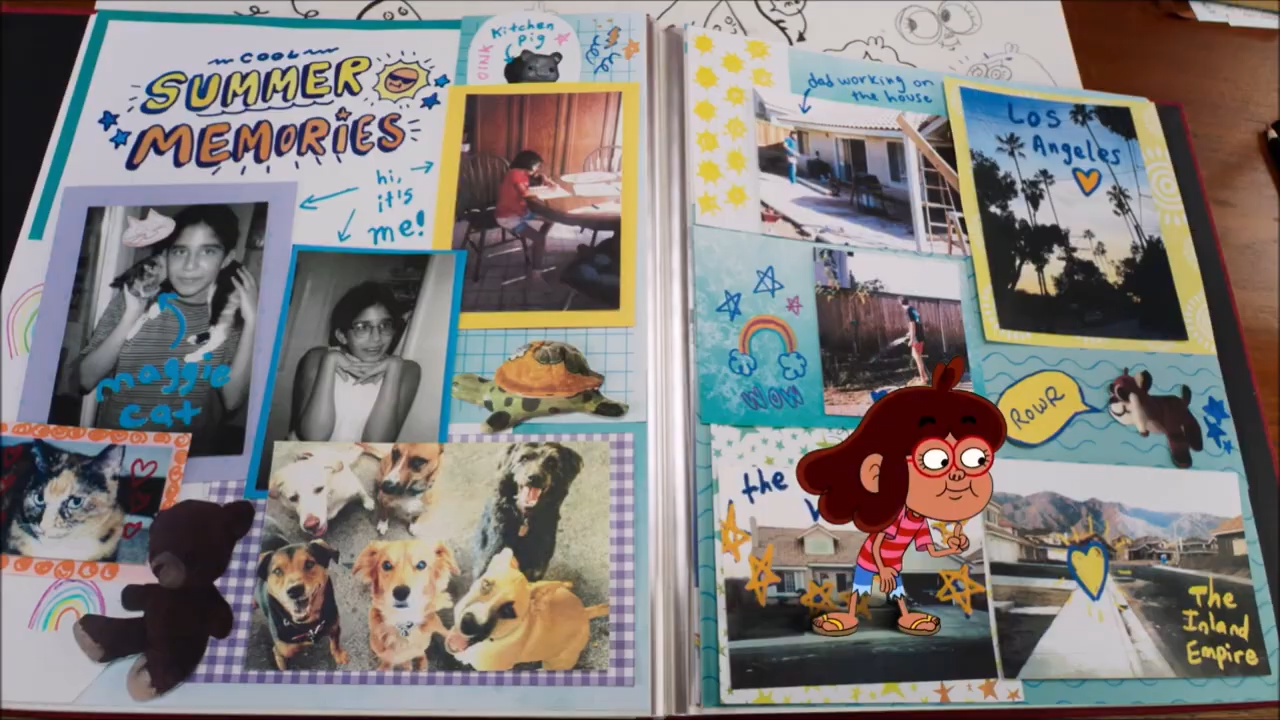 COOL
SUMMER
MEMORIES
Kitchen
Pig
OINK
hi,
it's
me!
maggie
cat
dad working on
the house
Los
Angeles
WOW
ROWR
the
The
Inland
Empire